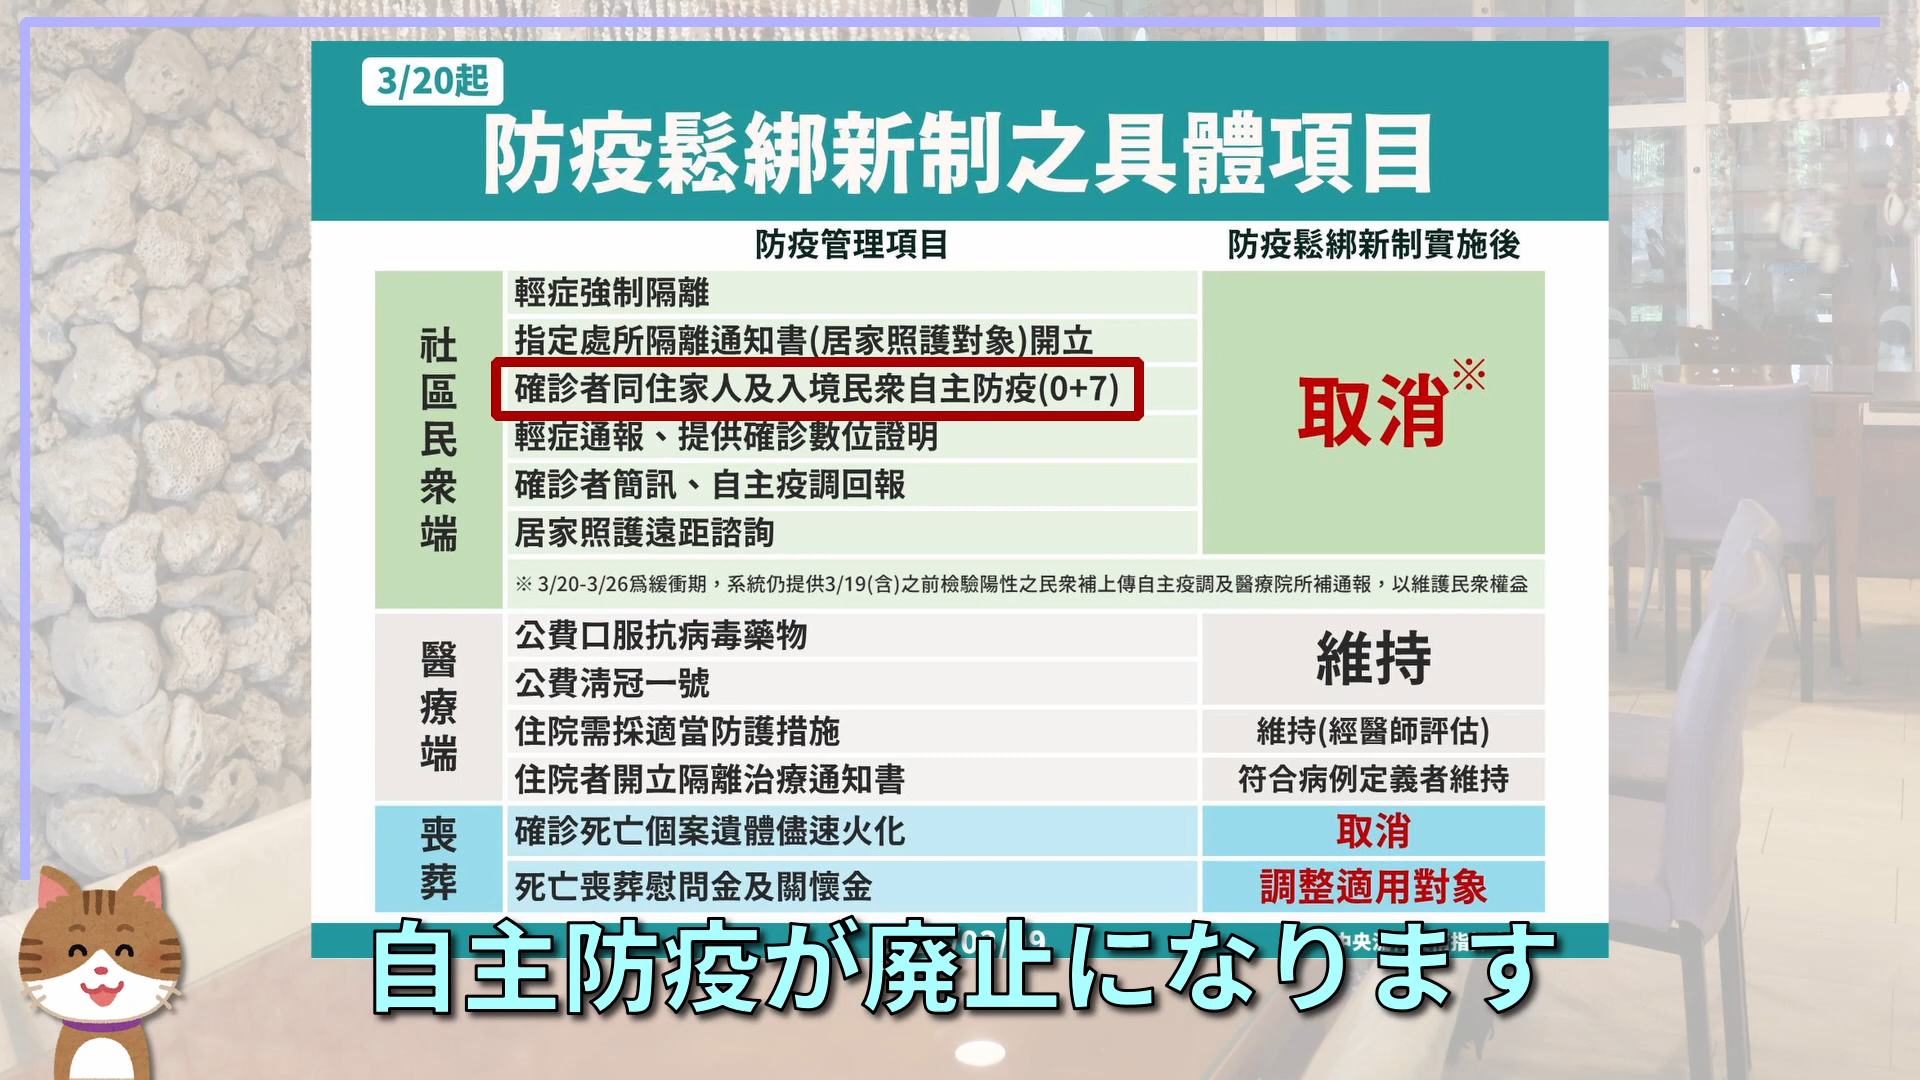 3/20起
防疫鬆綁新制之具體項目
防疫管理項目
防疫鬆綁新制實施後
社區民衆端
輕症強制隔離
指定處所隔離通知書(居家照護對象)開立
確診者同住家人及入境民衆自主防疫(0+7)
輕症通報、提供確診數位證明
確診者簡訊、自主疫調回報
居家照護遠距諮詢
取消※
※ 3/20-3/26爲緩衝期，系統仍提供3/19(含)之前檢驗陽性之民衆補上傳自主疫調及醫療院所補通報，以維護民衆權益
醫療端
公費口服抗病毒藥物
公費清冠一號
維持
住院需採適當防護措施
維持(經醫師評估)
住院者開立隔離治療通知書
符合病例定義者維持
喪葬
確診死亡個案遺體儘速火化
取消
死亡喪葬慰問金及關懷金
調整適用對象
自主防疫が廃止になります